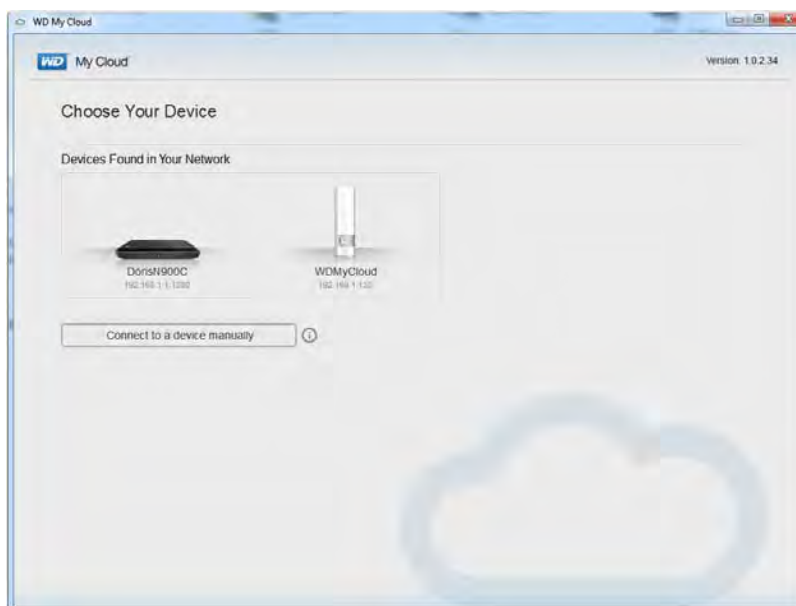 WD My Cloud
WD My Cloud
Version: 1.0.2.34
Choose Your Device
Devices Found in Your Network
DorisN900C
WDMyCloud
Connect to a device manually